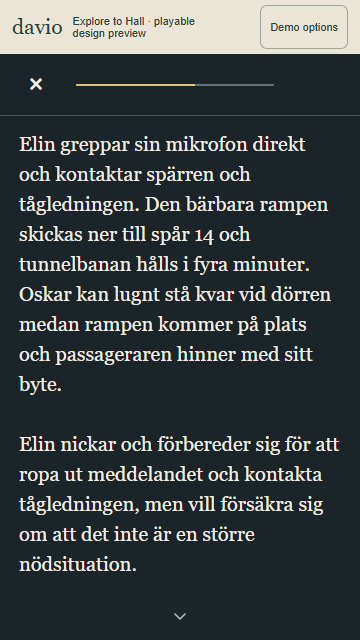 davio
Explore to Hall · playable
design preview
Demo options
×
Elin greppar sin mikrofon direkt
och kontaktar spärren och
tågledningen. Den bärbara rampen
skickas ner till spår 14 och
tunnelbanan hålls i fyra minuter.
Oskar kan lugnt stå kvar vid dörren
medan rampen kommer på plats
och passageraren hinner med sitt
byte.
Elin nickar och förbereder sig för att
ropa ut meddelandet och kontakta
tågledningen, men vill försäkra sig
om att det inte är en större
nödsituation.